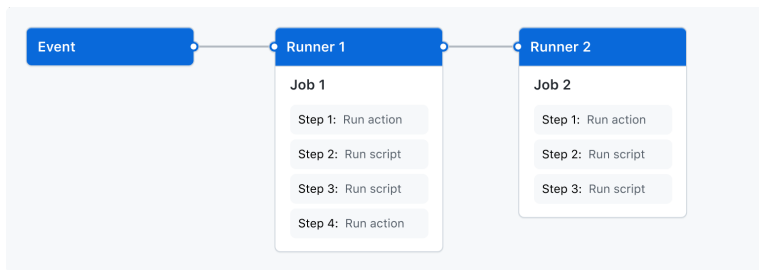 Event
Runner 1
Job 1
Step 1: Run action
Step 2: Run script
Step 3: Run script
Step 4: Run action
Runner 2
Job 2
Step 1: Run action
Step 2: Run script
Step 3: Run script